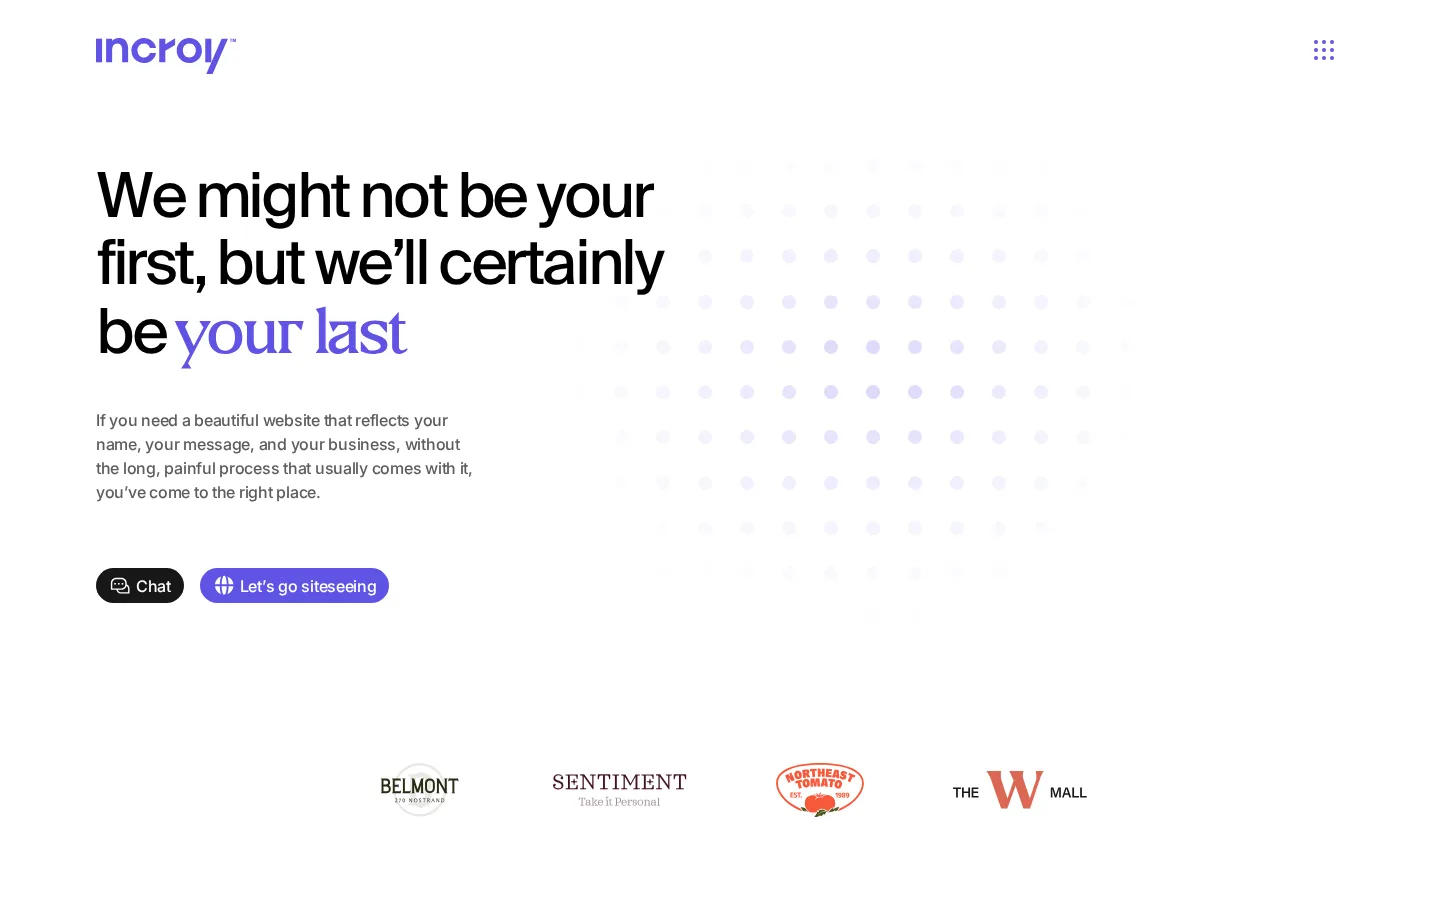 incroy™
We might not be your
first, but we’ll certainly
be your last
If you need a beautiful website that reflects your
name, your message, and your business, without
the long, painful process that usually comes with it,
you’ve come to the right place.
Chat
Let’s go siteseeing
BELMONT
270 NOSTRAND
SENTIMENT
Take it Personal
NORTHEAST
TOMATO
EST. 1989
THE W MALL